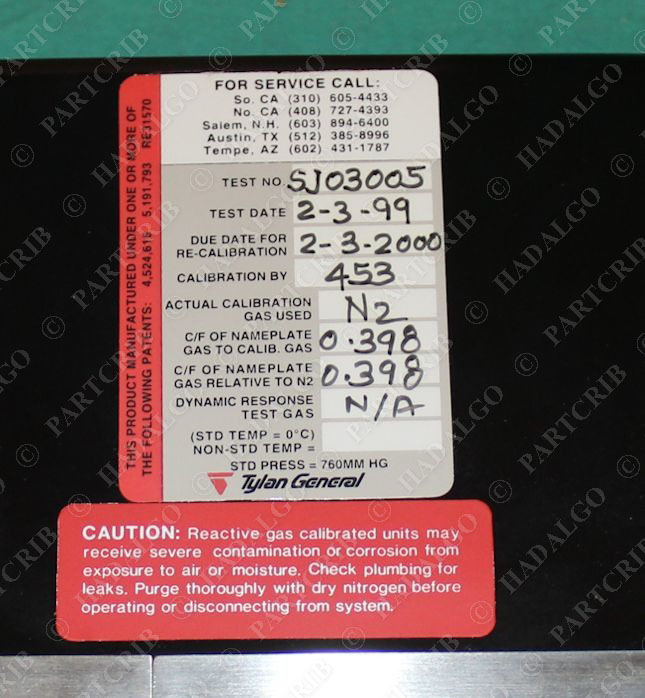 THIS PRODUCT MANUFACTURED UNDER ONE OR MORE OF
THE FOLLOWING PATENTS: 4,524,616 5,191,793 RE31570
FOR SERVICE CALL:
So. CA (310) 605-4433
No. CA (408) 727-4393
Salem, N.H. (603) 894-6400
Austin, TX (512) 385-8996
Tempe, AZ (602) 431-1787
TEST NO. SJ03005
TEST DATE 2-3-99
DUE DATE FOR
RE-CALIBRATION 2-3-2000
CALIBRATION BY 453
ACTUAL CALIBRATION
GAS USED N2
C/F OF NAMEPLATE
GAS TO CALIB. GAS 0.398
C/F OF NAMEPLATE
GAS RELATIVE TO N2 0.398
DYNAMIC RESPONSE
TEST GAS N/A
(STD TEMP = 0°C)
NON-STD TEMP =
STD PRESS = 760MM HG
Tylan General
CAUTION: Reactive gas calibrated units may
receive severe contamination or corrosion from
exposure to air or moisture. Check plumbing for
leaks. Purge thoroughly with dry nitrogen before
operating or disconnecting from system.
© PARTCRIB © HADALGO